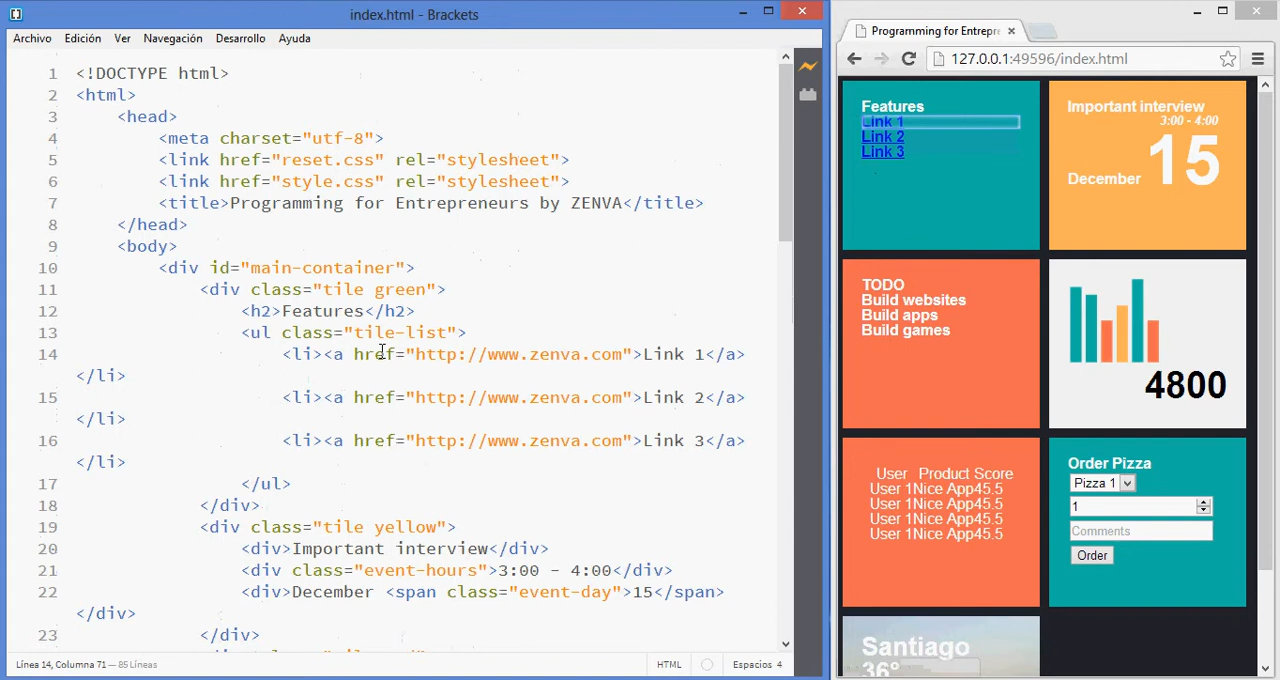 index.html - Brackets
Archivo Edición Ver Navegación Desarrollo Ayuda
1 <!DOCTYPE html>
2 <html>
3 <head>
4 <meta charset="utf-8">
5 <link href="reset.css" rel="stylesheet">
6 <link href="style.css" rel="stylesheet">
7 <title>Programming for Entrepreneurs by ZENVA</title>
8 </head>
9 <body>
10 <div id="main-container">
11 <div class="tile green">
12 <h2>Features</h2>
13 <ul class="tile-list">
14 <li><a href="http://www.zenva.com">Link 1</a>
</li>
15 <li><a href="http://www.zenva.com">Link 2</a>
</li>
16 <li><a href="http://www.zenva.com">Link 3</a>
</li>
17 </ul>
18 </div>
19 <div class="tile yellow">
20 <div>Important interview</div>
21 <div class="event-hours">3:00 - 4:00</div>
22 <div>December <span class="event-day">15</span>
</div>
23 </div>
Línea 14, Columna 71 — 85 Líneas
HTML
Espacios 4
Programming for Entrepr
127.0.0.1:49596/index.html
Features
Link 1
Link 2
Link 3
Important interview
3:00 - 4:00
December 15
TODO
Build websites
Build apps
Build games
4800
User Product Score
User 1Nice App45.5
User 1Nice App45.5
User 1Nice App45.5
User 1Nice App45.5
Order Pizza
Pizza 1
1
Comments
Order
Santiago
36°